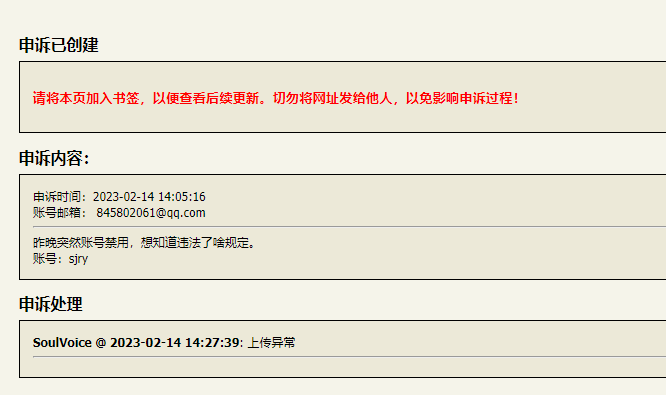 申诉已创建
请将本页加入书签，以便查看后续更新。切勿将网址发给他人，以免影响申诉过程！
申诉内容：
申诉时间：2023-02-14 14:05:16
账号邮箱： 845802061@qq.com
昨晚突然账号禁用，想知道违法了啥规定。
账号：sjry
申诉处理
SoulVoice @ 2023-02-14 14:27:39: 上传异常